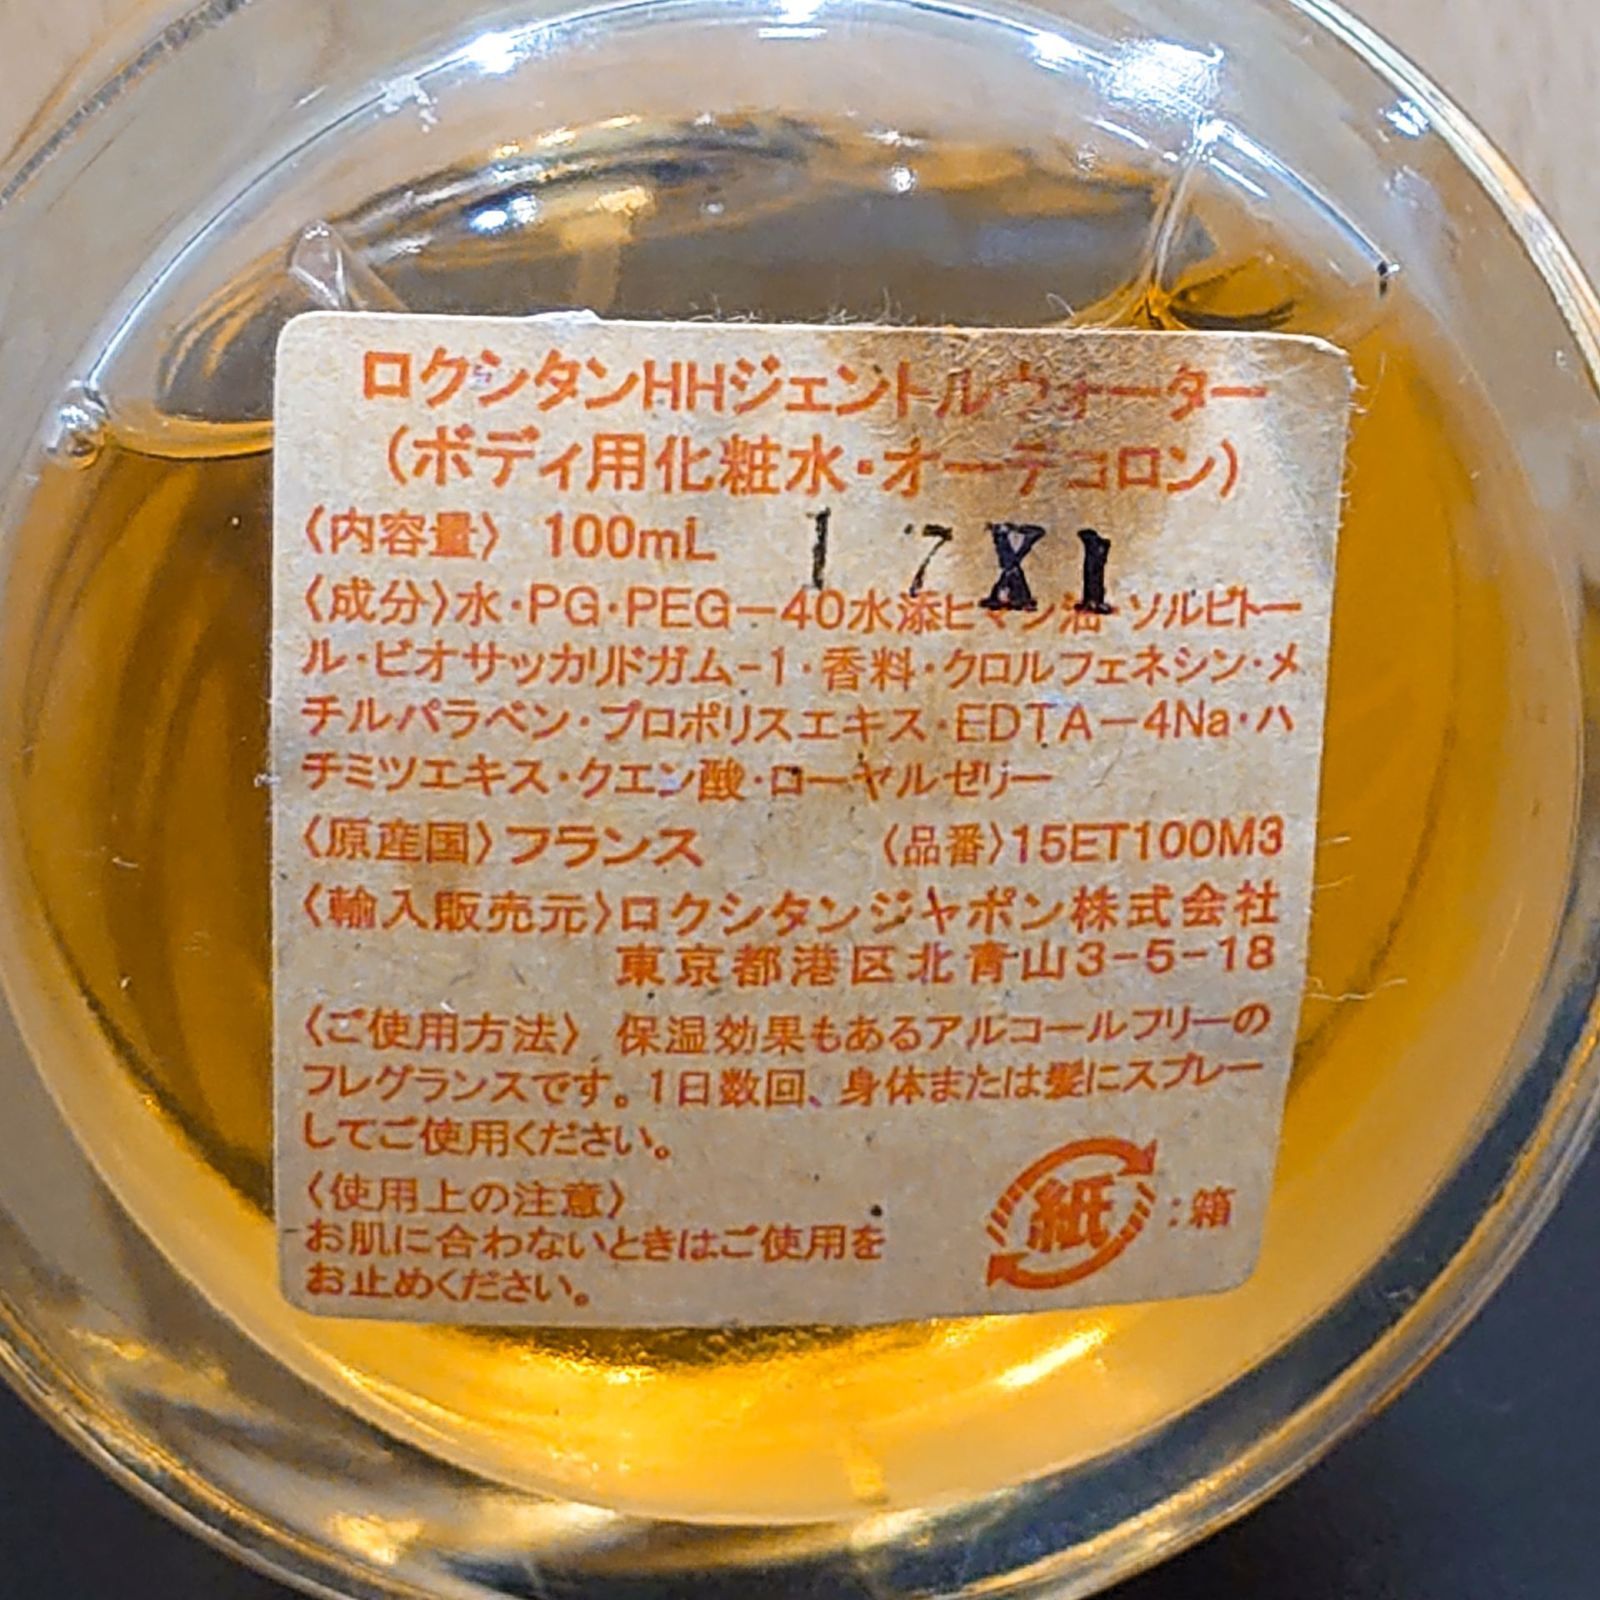 ロクシタンHHジェントルウォーター
（ボディ用化粧水・オーデコロン）
〈内容量〉 100mL 17X1
〈成分〉水・PG・PEG－40水添ヒマシ油・ソルビトー
ル・ビオサッカリドガム-1・香料・クロルフェネシン・メ
チルパラベン・プロポリスエキス・EDTA－4Na・ハ
チミツエキス・クエン酸・ローヤルゼリー
〈原産国〉フランス 〈品番〉15ET100M3
〈輸入販売元〉ロクシタンジャポン株式会社
東京都港区北青山3-5-18
〈ご使用方法〉 保湿効果もあるアルコールフリーの
フレグランスです。1日数回、身体または髪にスプレー
してご使用ください。
〈使用上の注意〉
お肌に合わないときはご使用を
お止めください。
紙:箱